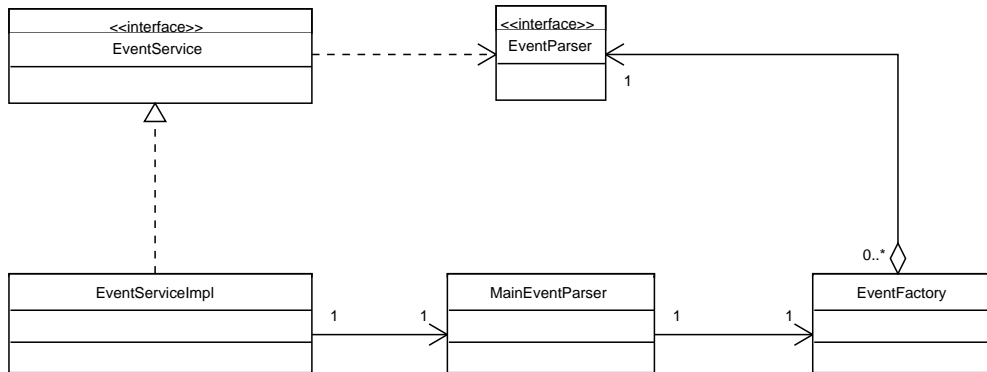 <<interface>>
EventService
<<interface>>
EventParser
1
0..*
EventServiceImpl
MainEventParser
EventFactory
1
1
1
1